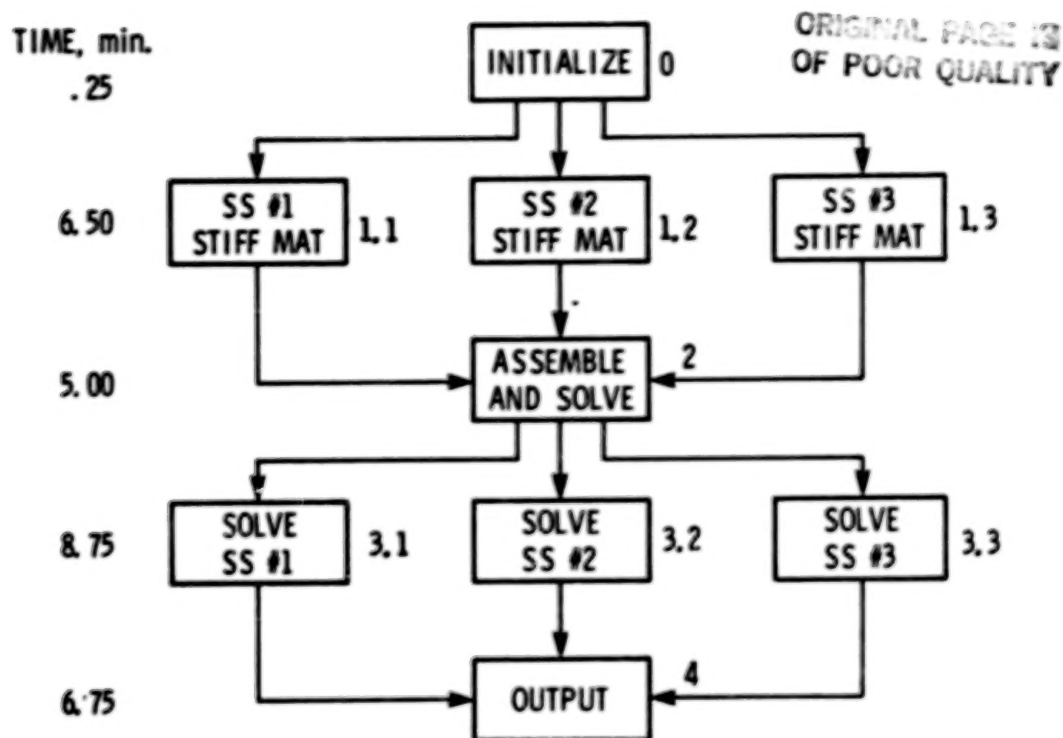 TIME, min.
.25
INITIALIZE 0
ORIGINAL PAGE IS
OF POOR QUALITY
6.50
SS #1
STIFF MAT
1.1
SS #2
STIFF MAT
1.2
SS #3
STIFF MAT
1.3
5.00
ASSEMBLE
AND SOLVE
2
8.75
SOLVE
SS #1
3.1
SOLVE
SS #2
3.2
SOLVE
SS #3
3.3
6.75
OUTPUT
4